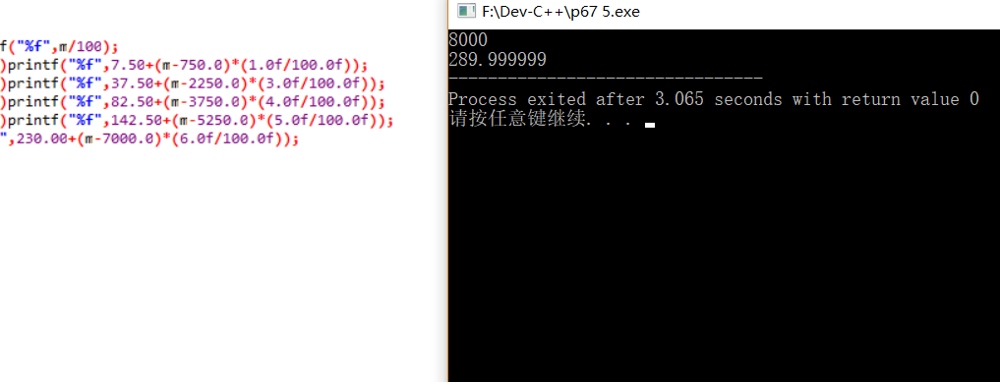 f("%f",m/100);
)printf("%f",7.50+(m-750.0)*(1.0f/100.0f));
)printf("%f",37.50+(m-2250.0)*(3.0f/100.0f));
)printf("%f",82.50+(m-3750.0)*(4.0f/100.0f));
)printf("%f",142.50+(m-5250.0)*(5.0f/100.0f));
",230.00+(m-7000.0)*(6.0f/100.0f));
F:\Dev-C++\p67 5.exe
8000
289.999999
--------------------------------
Process exited after 3.065 seconds with return value 0
请按任意键继续. . .